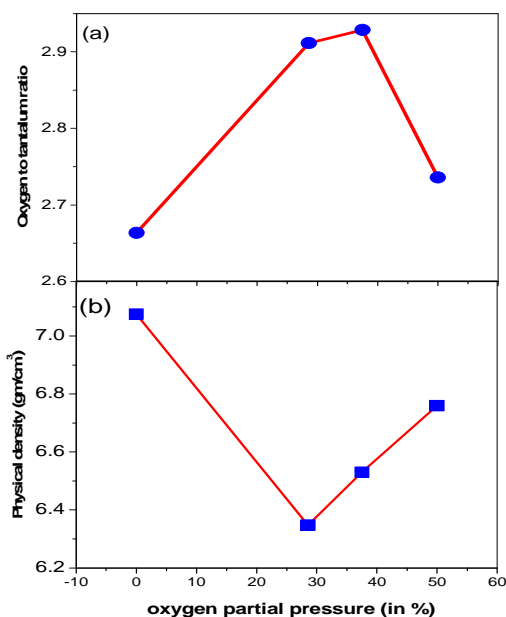 (a)
Oxygen to tantalum ratio
2.9
2.8
2.7
2.6
(b)
Physical density (gm/cm³)
7.0
6.8
6.6
6.4
6.2
-10 0 10 20 30 40 50 60
oxygen partial pressure (in %)